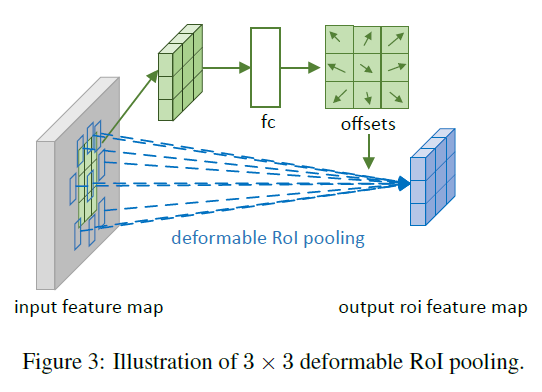 fc
offsets
deformable RoI pooling
input feature map
output roi feature map
Figure 3: Illustration of 3 × 3 deformable RoI pooling.